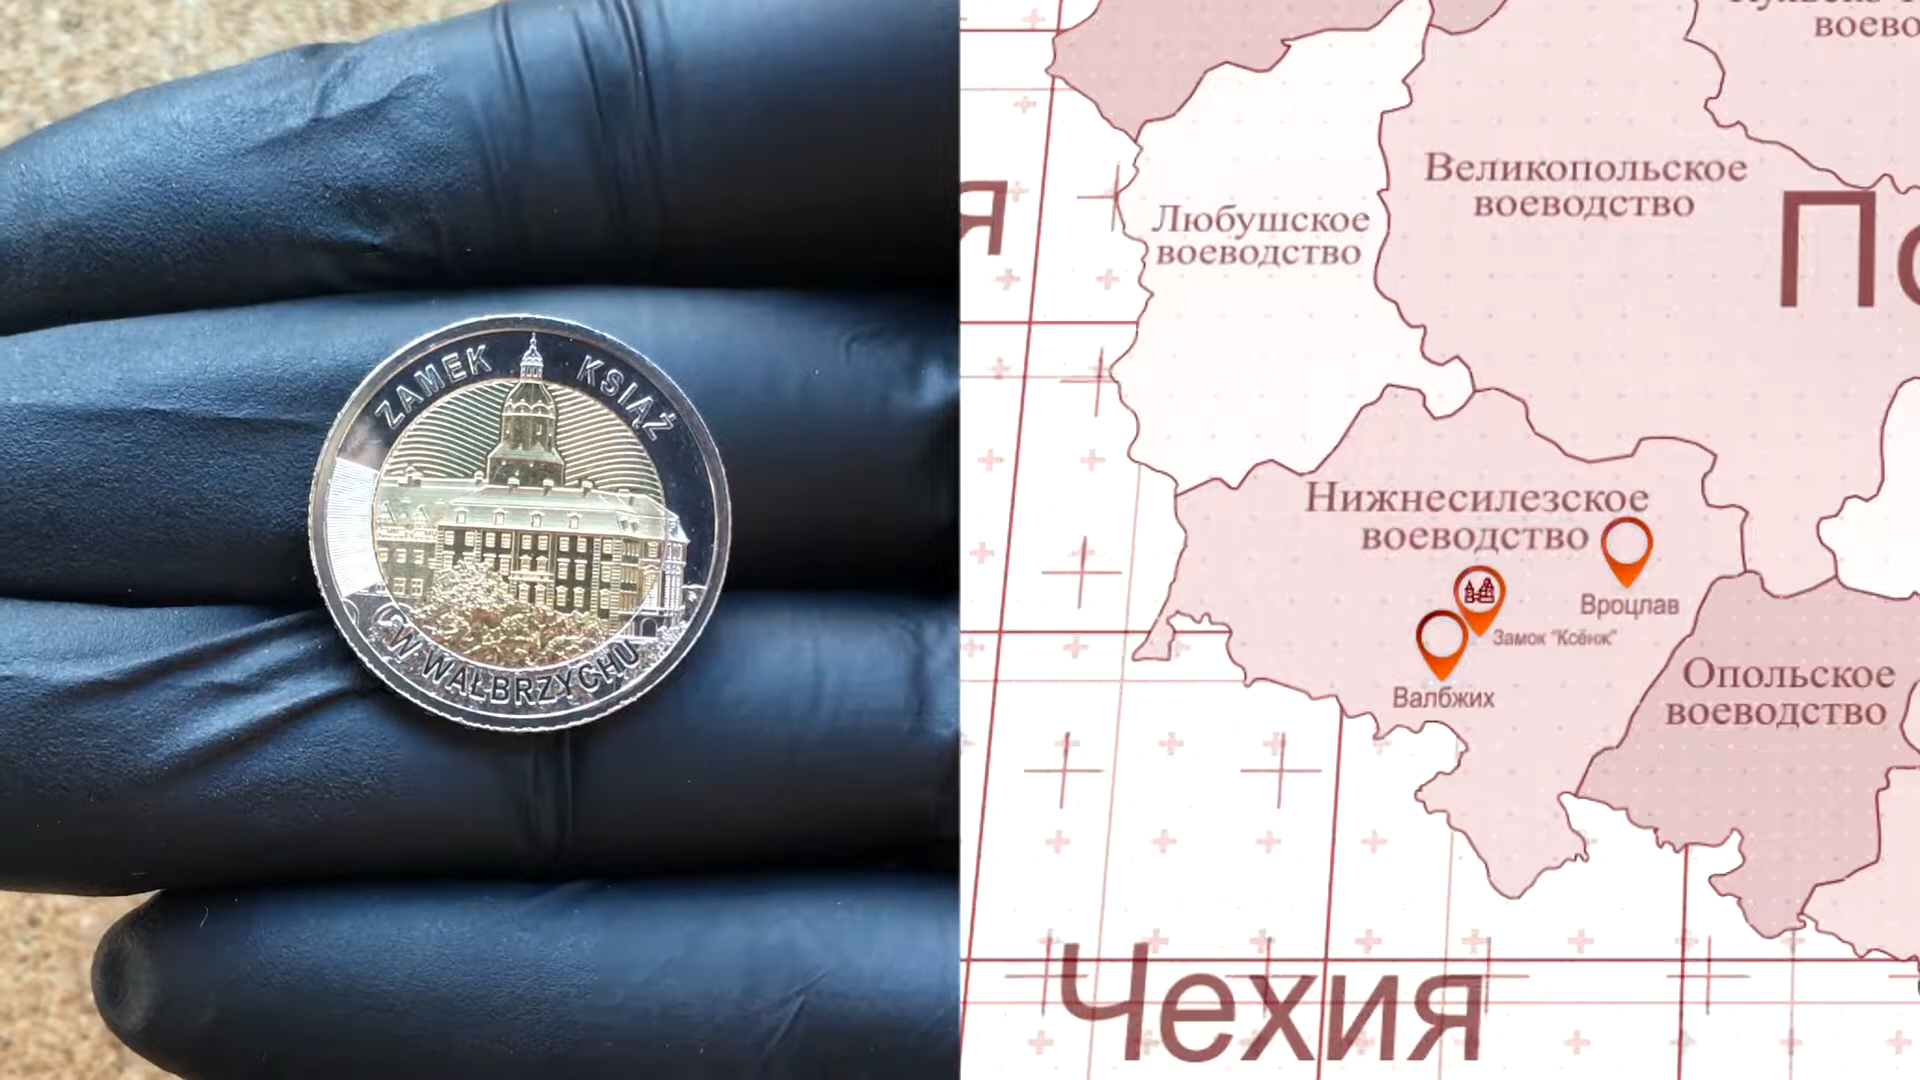 ZAMEK KSIĄŻ
W WAŁBRZYCHU
воево
Великопольское
воеводство
Любушское
воеводство
я
По
Нижнесилезское
воеводство
Вроцлав
Замок "Ксёнж"
Валбжих
Опольское
воеводство
Чехия